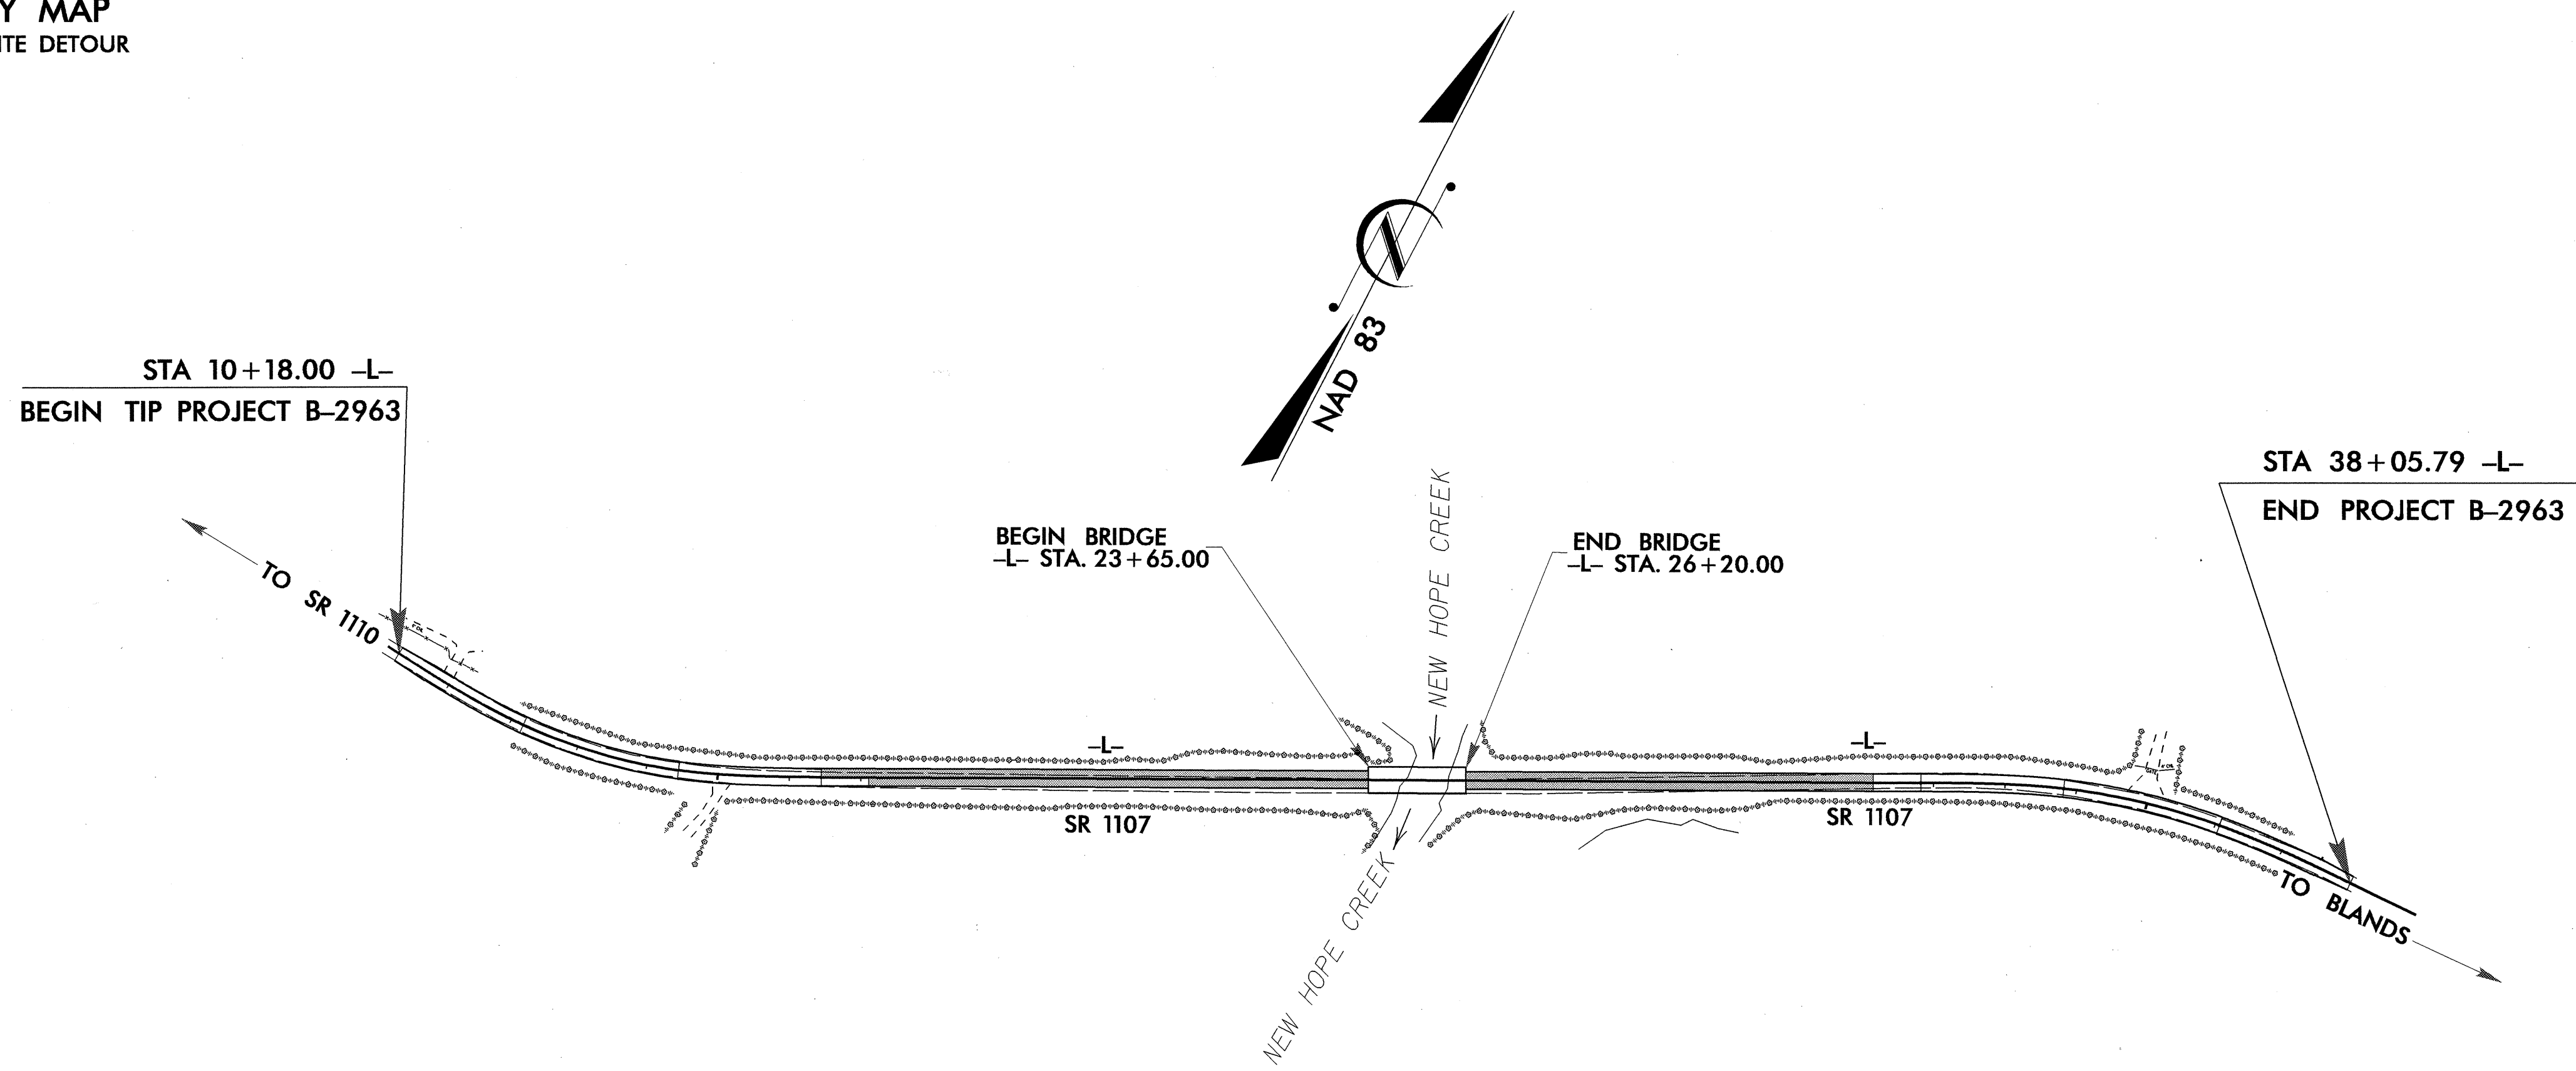 Y MAP
ITE DETOUR
NAD 83
STA 10+18.00 –L–
BEGIN TIP PROJECT B–2963
STA 38+05.79 –L–
END PROJECT B–2963
BEGIN BRIDGE
–L– STA. 23+65.00
NEW HOPE CREEK
END BRIDGE
–L– STA. 26+20.00
TO SR 1110
–L–
–L–
SR 1107
SR 1107
TO BLANDS
NEW HOPE CREEK